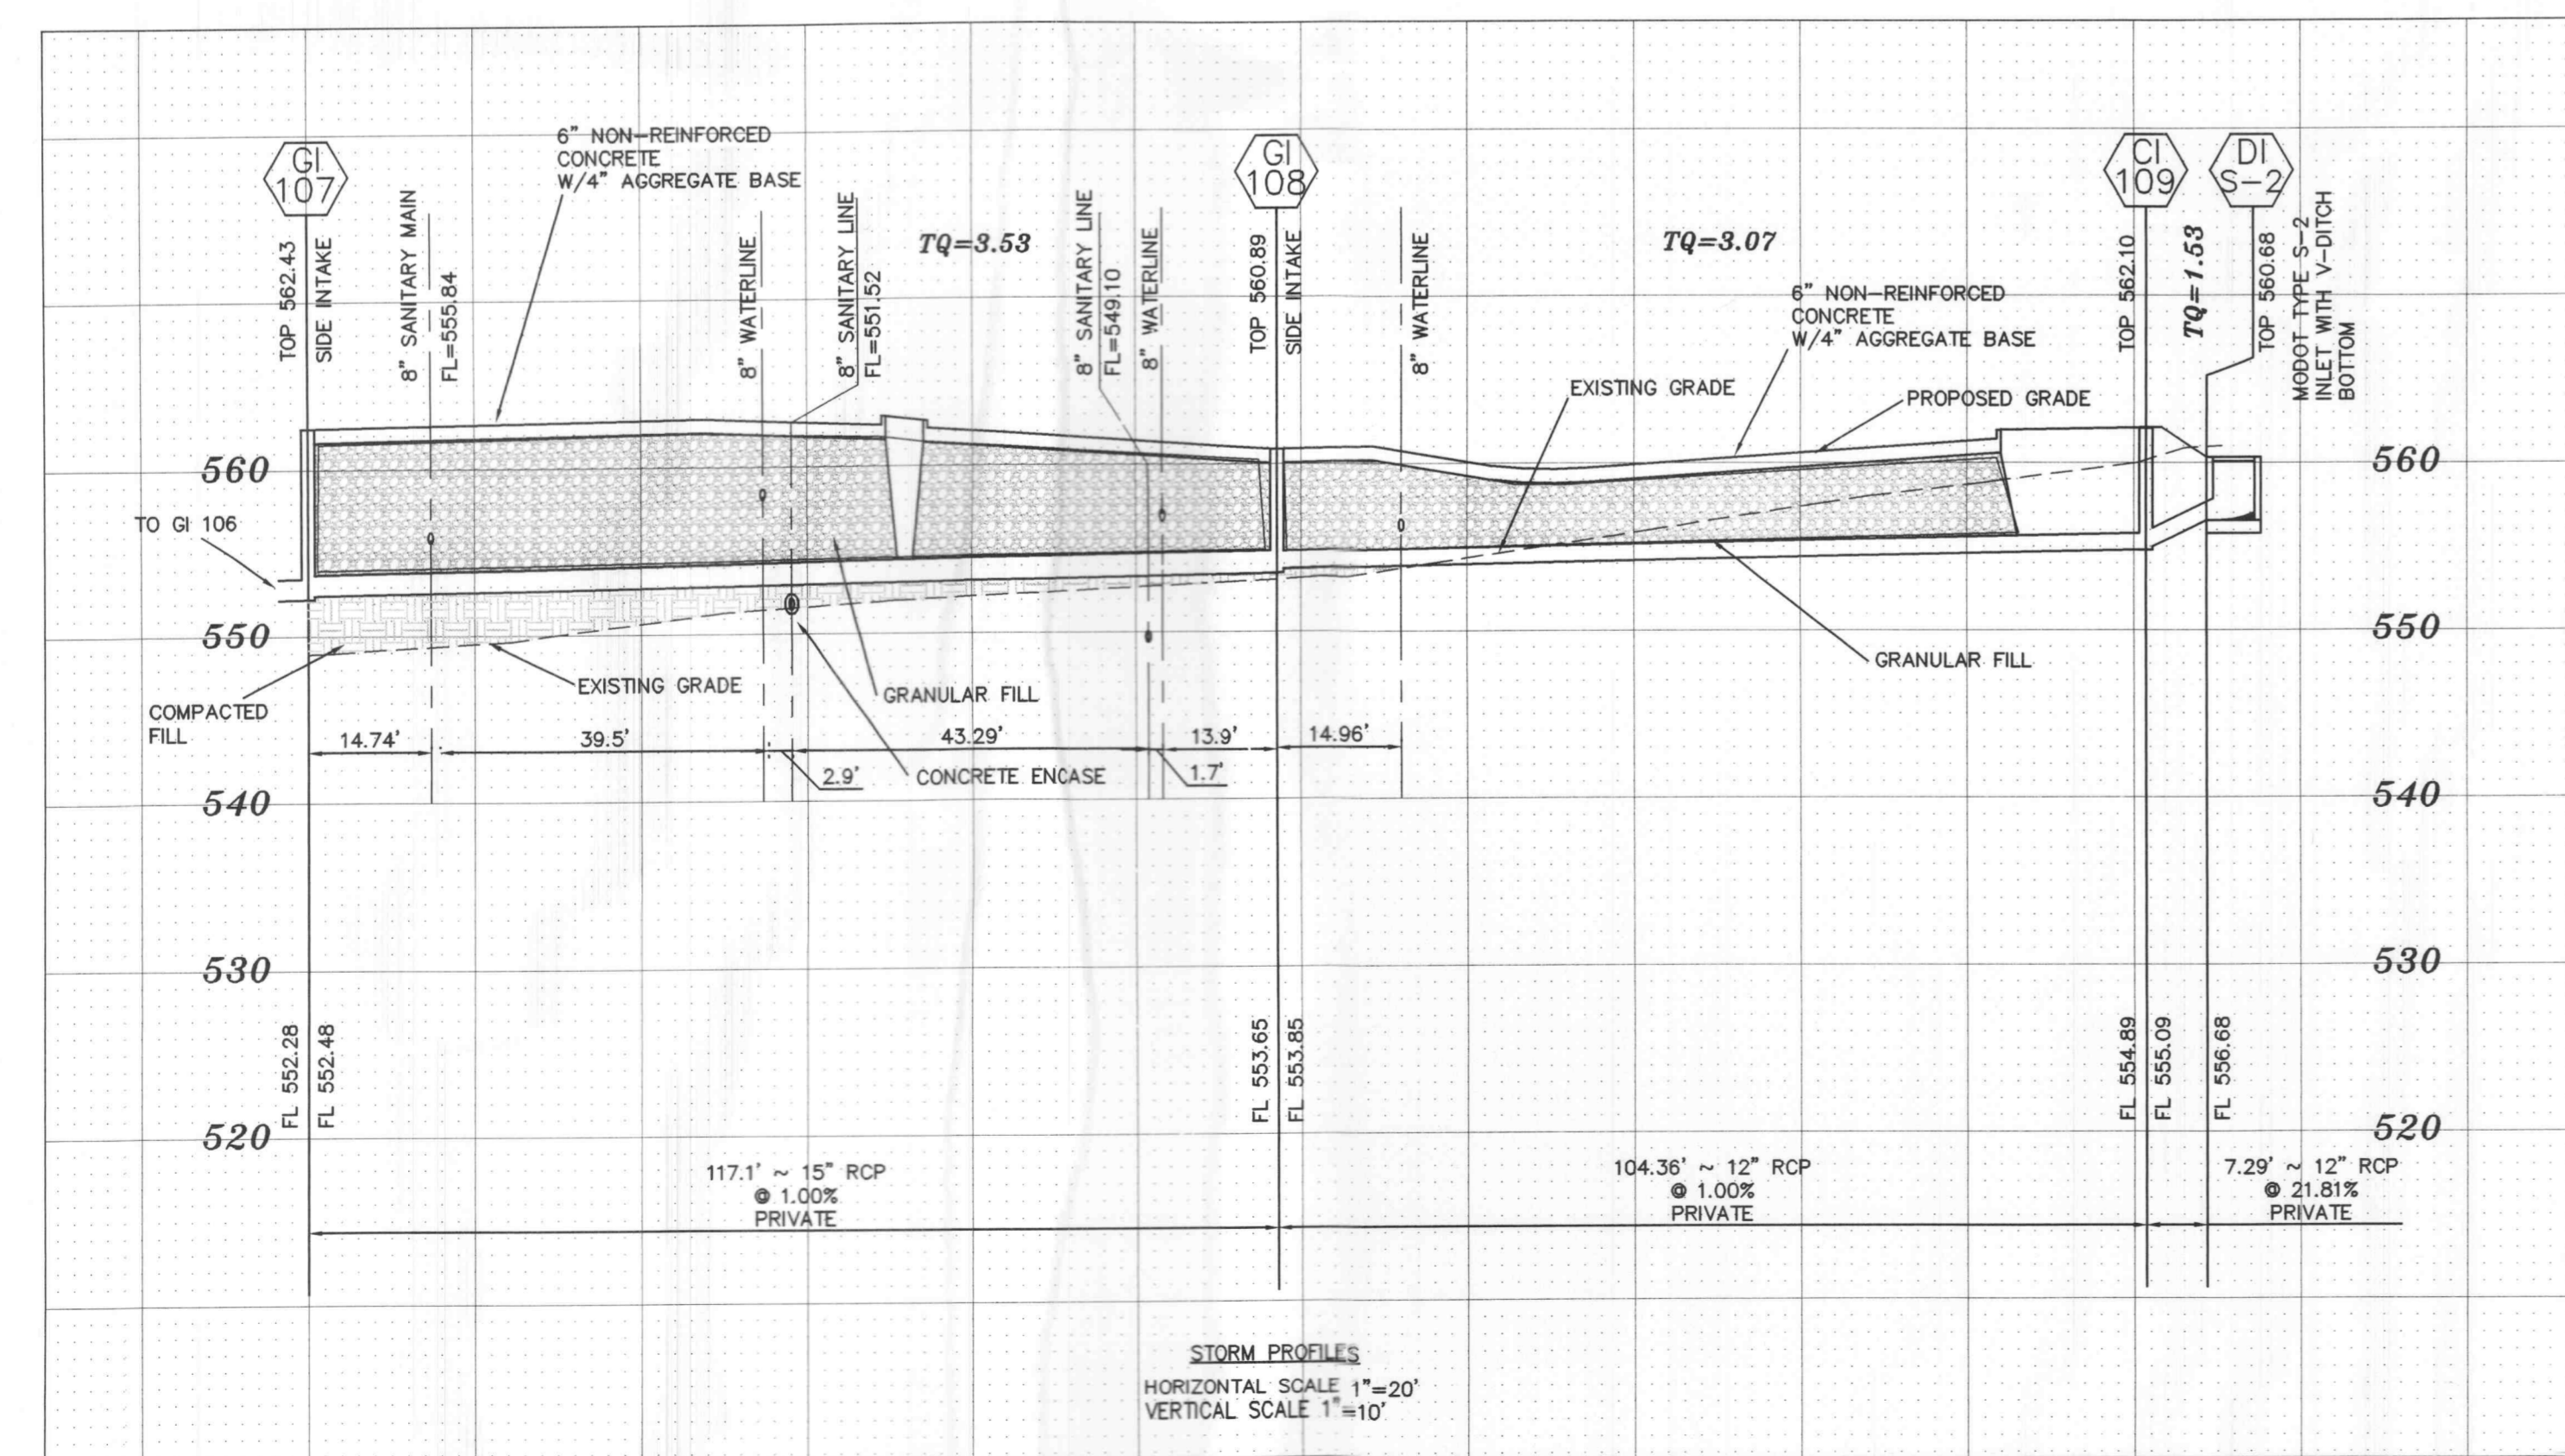 GI
107
TOP 562.43
SIDE INTAKE
8" SANITARY MAIN
FL=555.84
6" NON-REINFORCED
CONCRETE
W/4" AGGREGATE BASE
8" WATERLINE
8" SANITARY LINE
FL=551.52
TQ=3.53
8" SANITARY LINE
FL=549.10
8" WATERLINE
GI
108
TOP 560.89
SIDE INTAKE
8" WATERLINE
TQ=3.07
6" NON-REINFORCED
CONCRETE
W/4" AGGREGATE BASE
EXISTING GRADE
PROPOSED GRADE
CI
109
TOP 562.10
TQ=1.53
DI
S-2
TOP 560.68
MODOT TYPE S-2
INLET WITH V-DITCH
BOTTOM
560
560
TO GI 106
550
550
COMPACTED
FILL
EXISTING GRADE
GRANULAR FILL
GRANULAR FILL
14.74'
39.5'
2.9'
43.29'
CONCRETE ENCASE
1.7'
13.9'
14.96'
540
540
530
530
520
520
FL 552.28
FL 552.48
FL 553.65
FL 553.85
FL 554.89
FL 555.09
FL 556.68
117.1' ~ 15" RCP
@ 1.00%
PRIVATE
104.36' ~ 12" RCP
@ 1.00%
PRIVATE
7.29' ~ 12" RCP
@ 21.81%
PRIVATE
STORM PROFILES
HORIZONTAL SCALE 1"=20'
VERTICAL SCALE 1"=10'